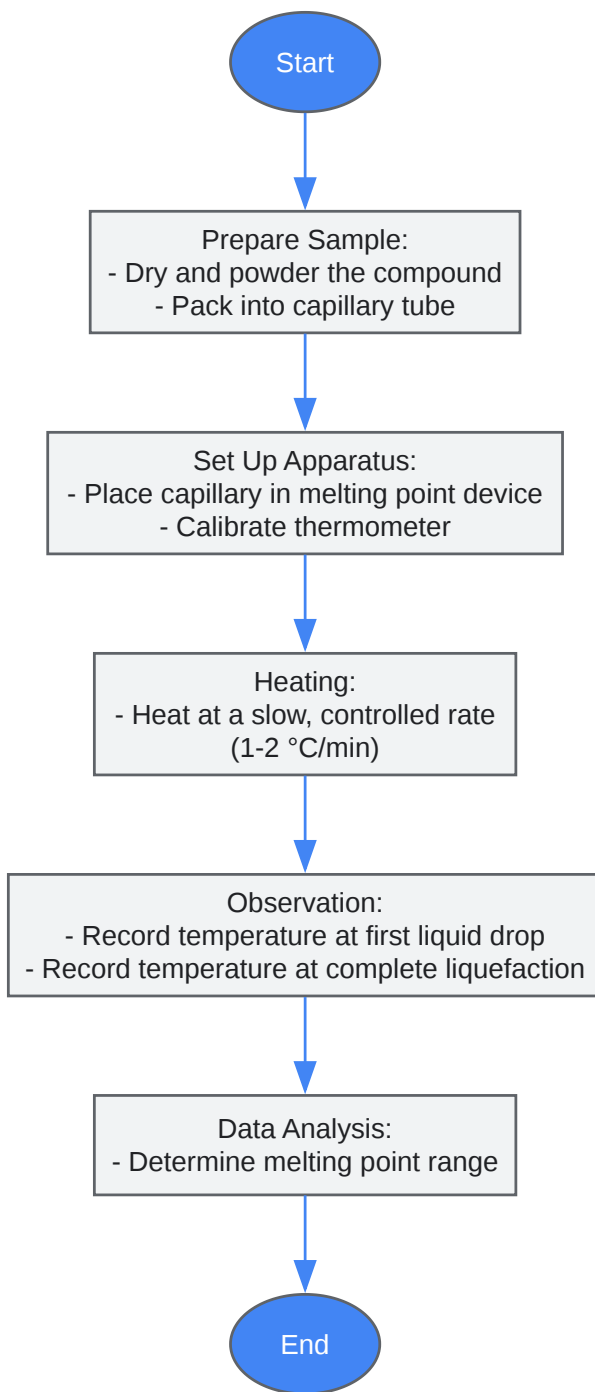 Start
Prepare Sample:
- Dry and powder the compound
- Pack into capillary tube
Set Up Apparatus:
- Place capillary in melting point device
- Calibrate thermometer
Heating:
- Heat at a slow, controlled rate
(1-2 °C/min)
Observation:
- Record temperature at first liquid drop
- Record temperature at complete liquefaction
Data Analysis:
- Determine melting point range
End